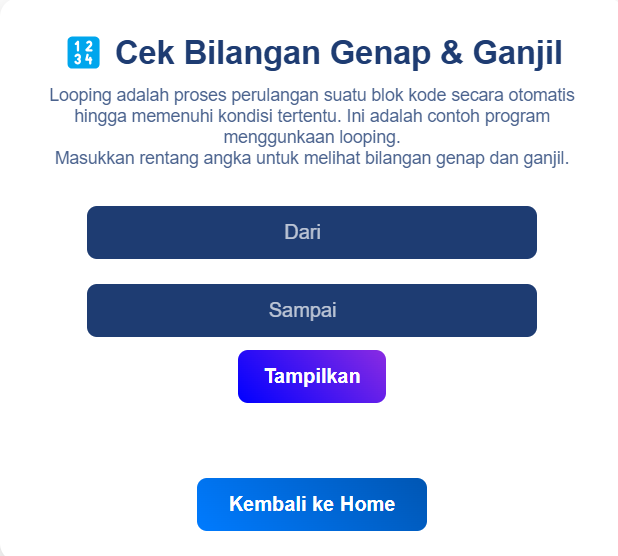 🔢 Cek Bilangan Genap & Ganjil
Looping adalah proses perulangan suatu blok kode secara otomatis
hingga memenuhi kondisi tertentu. Ini adalah contoh program
menggunkaan looping.
Masukkan rentang angka untuk melihat bilangan genap dan ganjil.
Dari
Sampai
Tampilkan
Kembali ke Home